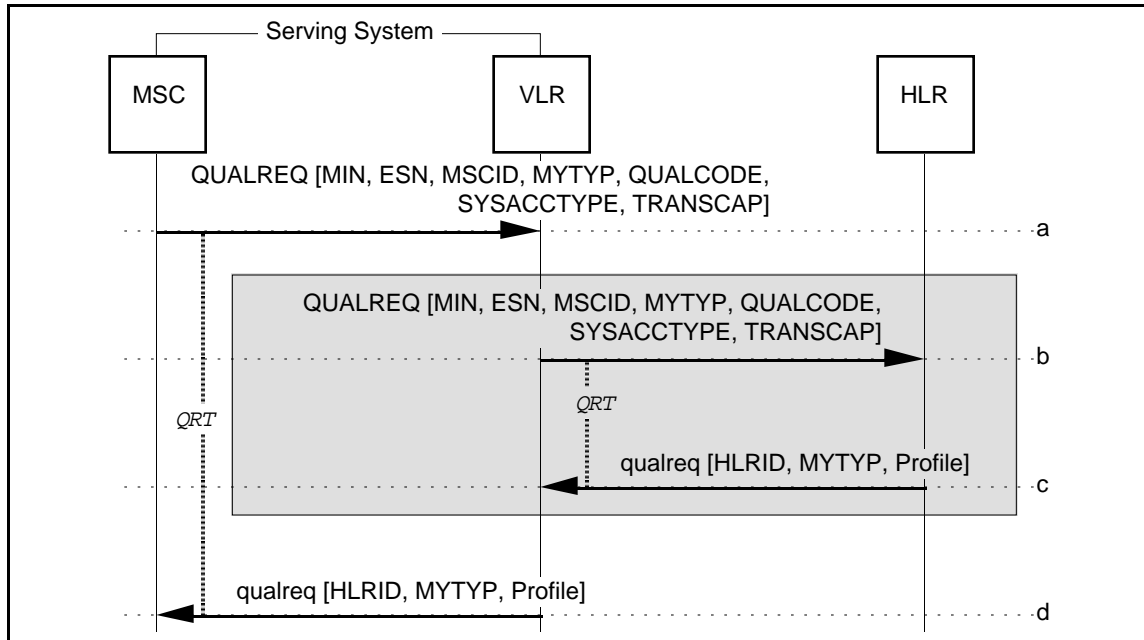 Serving System
MSC
VLR
HLR
QUALREQ [MIN, ESN, MSCID, MYTYP, QUALCODE,
SYSACCTYPE, TRANSCAP]
a
QUALREQ [MIN, ESN, MSCID, MYTYP, QUALCODE,
SYSACCTYPE, TRANSCAP]
b
QRT
QRT
qualreq [HLRID, MYTYP, Profile]
c
qualreq [HLRID, MYTYP, Profile]
d